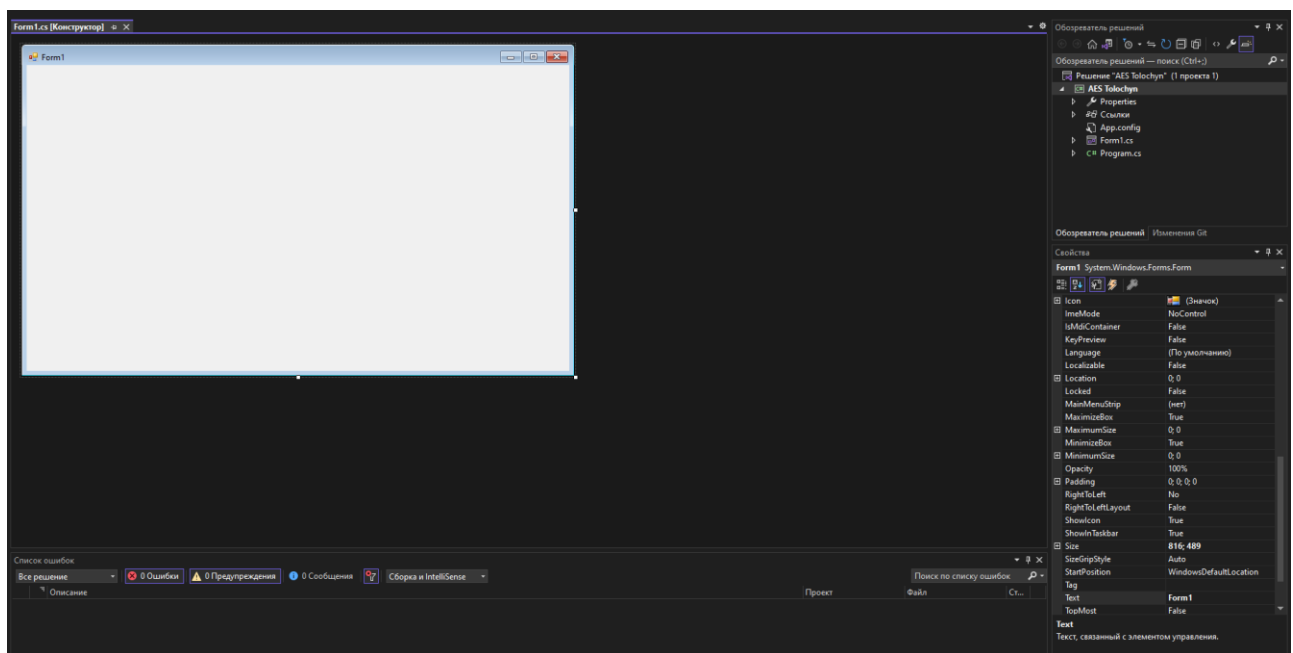 Form1.cs [Конструктор]
Form1
Список ошибок
Все решение
0 Ошибки
0 Предупреждения
0 Сообщения
Сборка и IntelliSense
Поиск по списку ошибок
Описание Проект Файл Ст...
Обозреватель решений
Обозреватель решений — поиск (Ctrl+;)
Решение "AES Tolochyn" (1 проекта 1)
AES Tolochyn
Properties
Ссылки
App.config
Form1.cs
C# Program.cs
Обозреватель решений Изменения Git
Свойства
Form1 System.Windows.Forms.Form
Icon (Значок)
ImeMode NoControl
IsMdiContainer False
KeyPreview False
Language (По умолчанию)
Localizable False
Location 0; 0
Locked False
MainMenuStrip (нет)
MaximizeBox True
MaximumSize 0; 0
MinimizeBox True
MinimumSize 0; 0
Opacity 100%
Padding 0; 0; 0; 0
RightToLeft No
RightToLeftLayout False
ShowIcon True
ShowInTaskbar True
Size 816; 489
SizeGripStyle Auto
StartPosition WindowsDefaultLocation
Tag
Text Form1
TopMost False
Text
Текст, связанный с элементом управления.